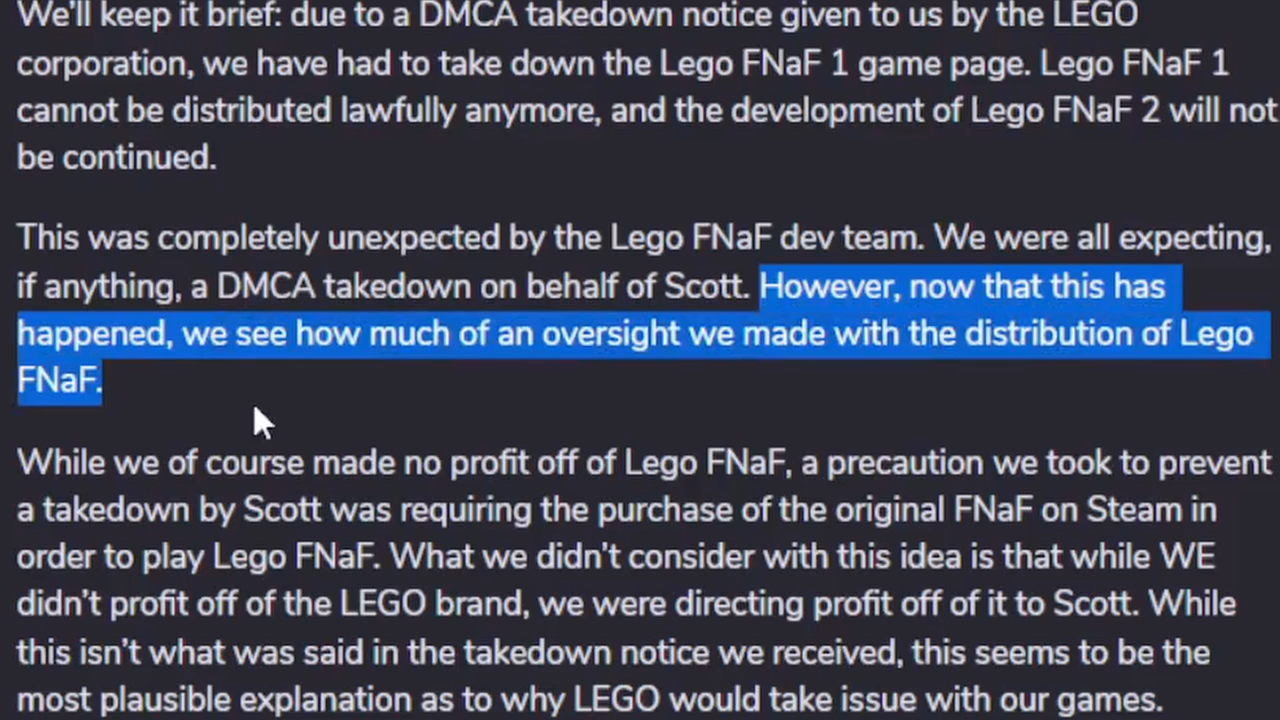 We'll keep it brief: due to a DMCA takedown notice given to us by the LEGO
corporation, we have had to take down the Lego FNaF 1 game page. Lego FNaF 1
cannot be distributed lawfully anymore, and the development of Lego FNaF 2 will not
be continued.
This was completely unexpected by the Lego FNaF dev team. We were all expecting,
if anything, a DMCA takedown on behalf of Scott. However, now that this has
happened, we see how much of an oversight we made with the distribution of Lego
FNaF.
While we of course made no profit off of Lego FNaF, a precaution we took to prevent
a takedown by Scott was requiring the purchase of the original FNaF on Steam in
order to play Lego FNaF. What we didn't consider with this idea is that while WE
didn't profit off of the LEGO brand, we were directing profit off of it to Scott. While
this isn't what was said in the takedown notice we received, this seems to be the
most plausible explanation as to why LEGO would take issue with our games.